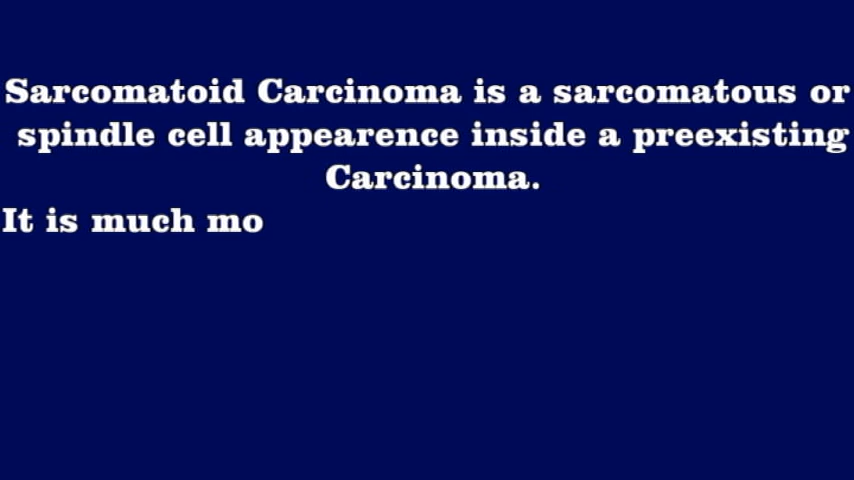 Sarcomatoid Carcinoma is a sarcomatous or
spindle cell appearence inside a preexisting
Carcinoma.
It is much mo